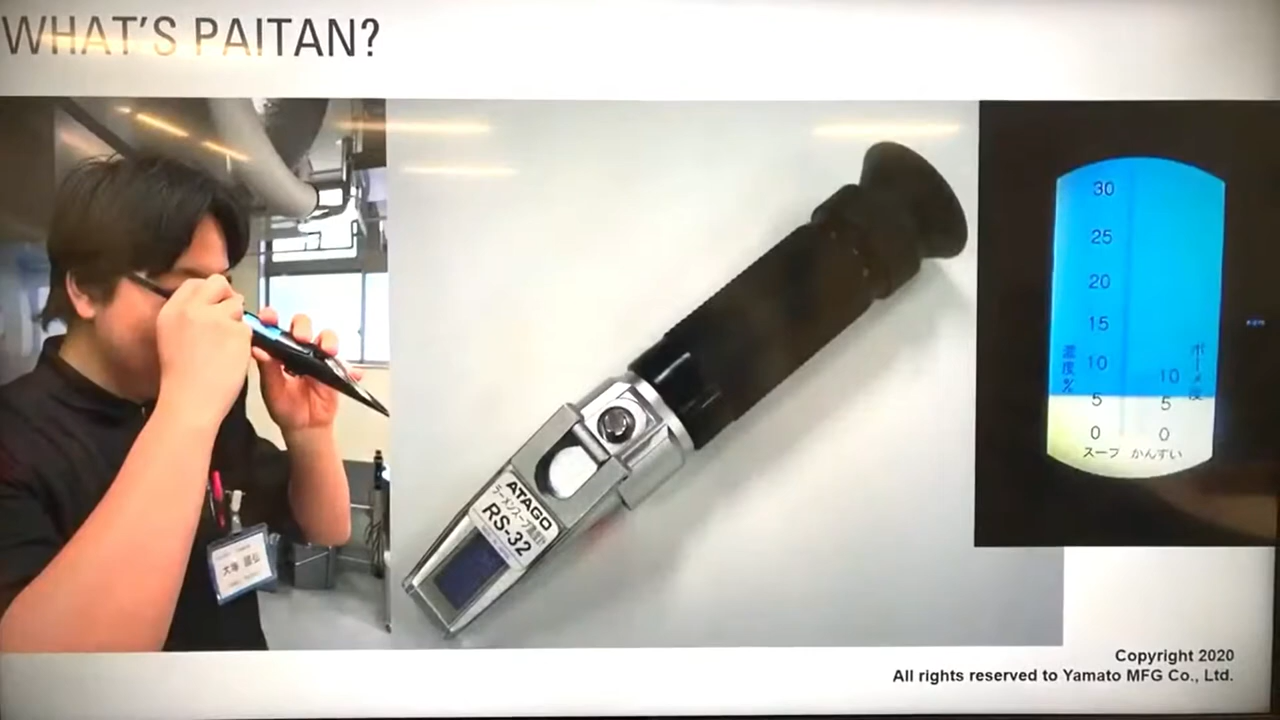 WHAT'S PAITAN?
30
25
20
15
濃度%
10
5
0
スープ
ボーメ度
10
5
0
かんすい
ATAGO
ラーメンスープ濃度計
RS-32
大塚
Copyright 2020
All rights reserved to Yamato MFG Co., Ltd.